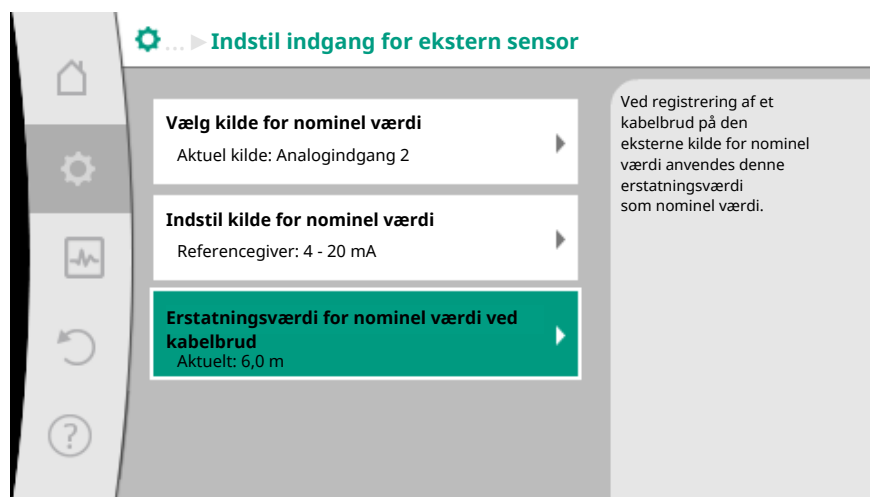 ... ▶ Indstil indgang for ekstern sensor
Vælg kilde for nominel værdi
Aktuel kilde: Analogindgang 2
Indstil kilde for nominel værdi
Referencegiver: 4 - 20 mA
Erstatningsværdi for nominel værdi ved
kabelbrud
Aktuelt: 6,0 m
Ved registrering af et
kabelbrud på den
eksterne kilde for nominel
værdi anvendes denne
erstatningsværdi
som nominel værdi.
?